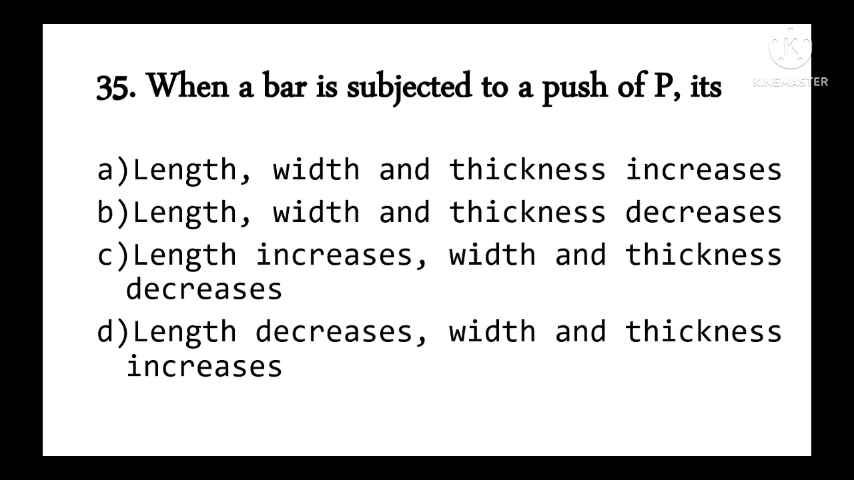 KINEMASTER
35. When a bar is subjected to a push of P, its
a)Length, width and thickness increases
b)Length, width and thickness decreases
c)Length increases, width and thickness
decreases
d)Length decreases, width and thickness
increases